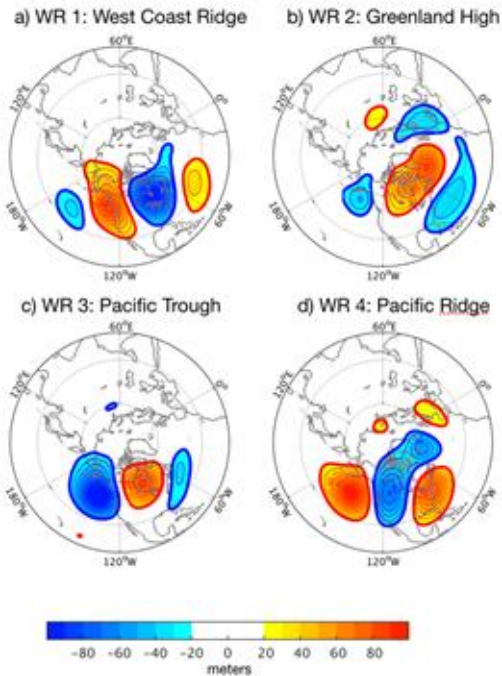 a) WR 1: West Coast Ridge
b) WR 2: Greenland High
60°E
60°E
120°E
0°
120°E
0°
180°W
60°W
180°W
60°W
120°W
120°W
c) WR 3: Pacific Trough
d) WR 4: Pacific Ridge
60°E
60°E
120°E
0°
120°E
0°
180°W
60°W
180°W
60°W
120°W
120°W
-80 -60 -40 -20 0 20 40 60 80
meters